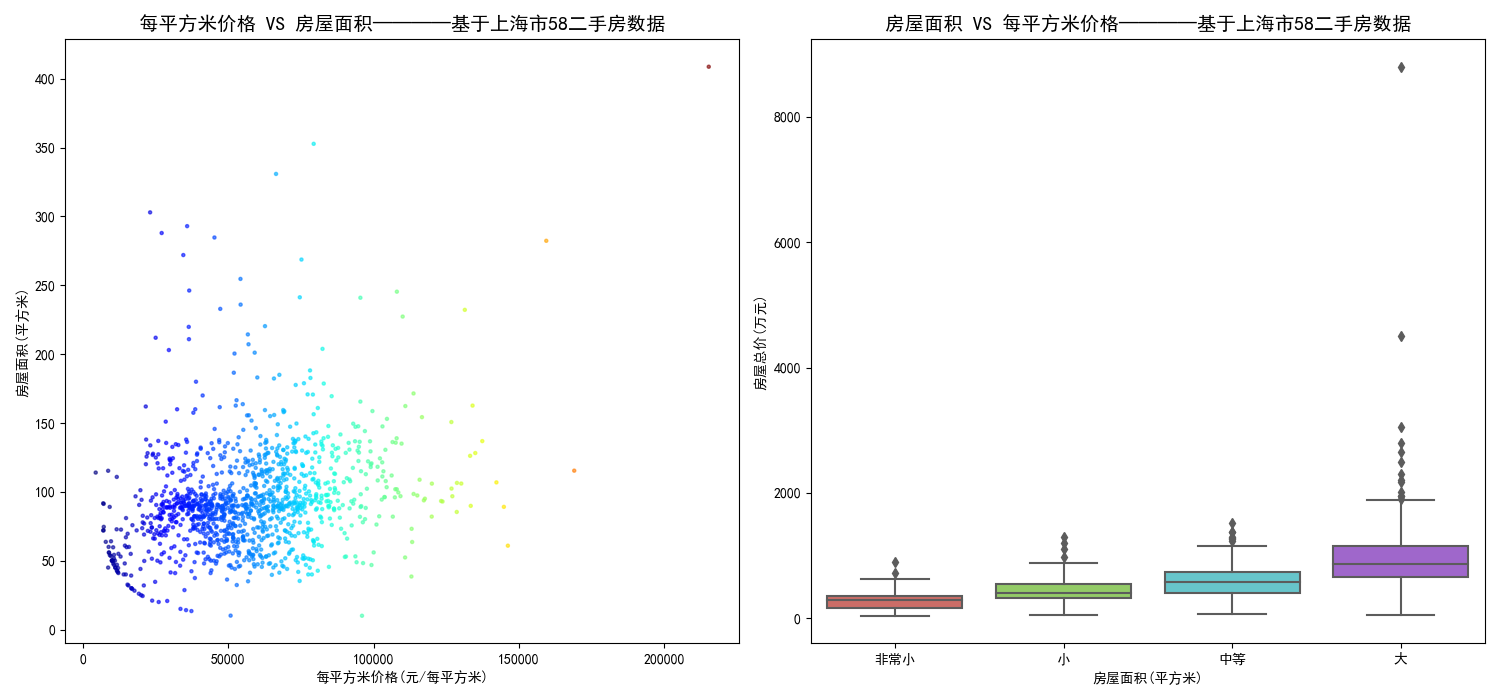 每平方米价格 VS 房屋面积————基于上海市58二手房数据
400
350
300
250
200
150
100
50
0
房屋面积(平方米)
0
50000
100000
150000
200000
每平方米价格(元/每平方米)
房屋面积 VS 每平方米价格————基于上海市58二手房数据
8000
6000
4000
2000
0
房屋总价(万元)
非常小
小
中等
大
房屋面积(平方米)